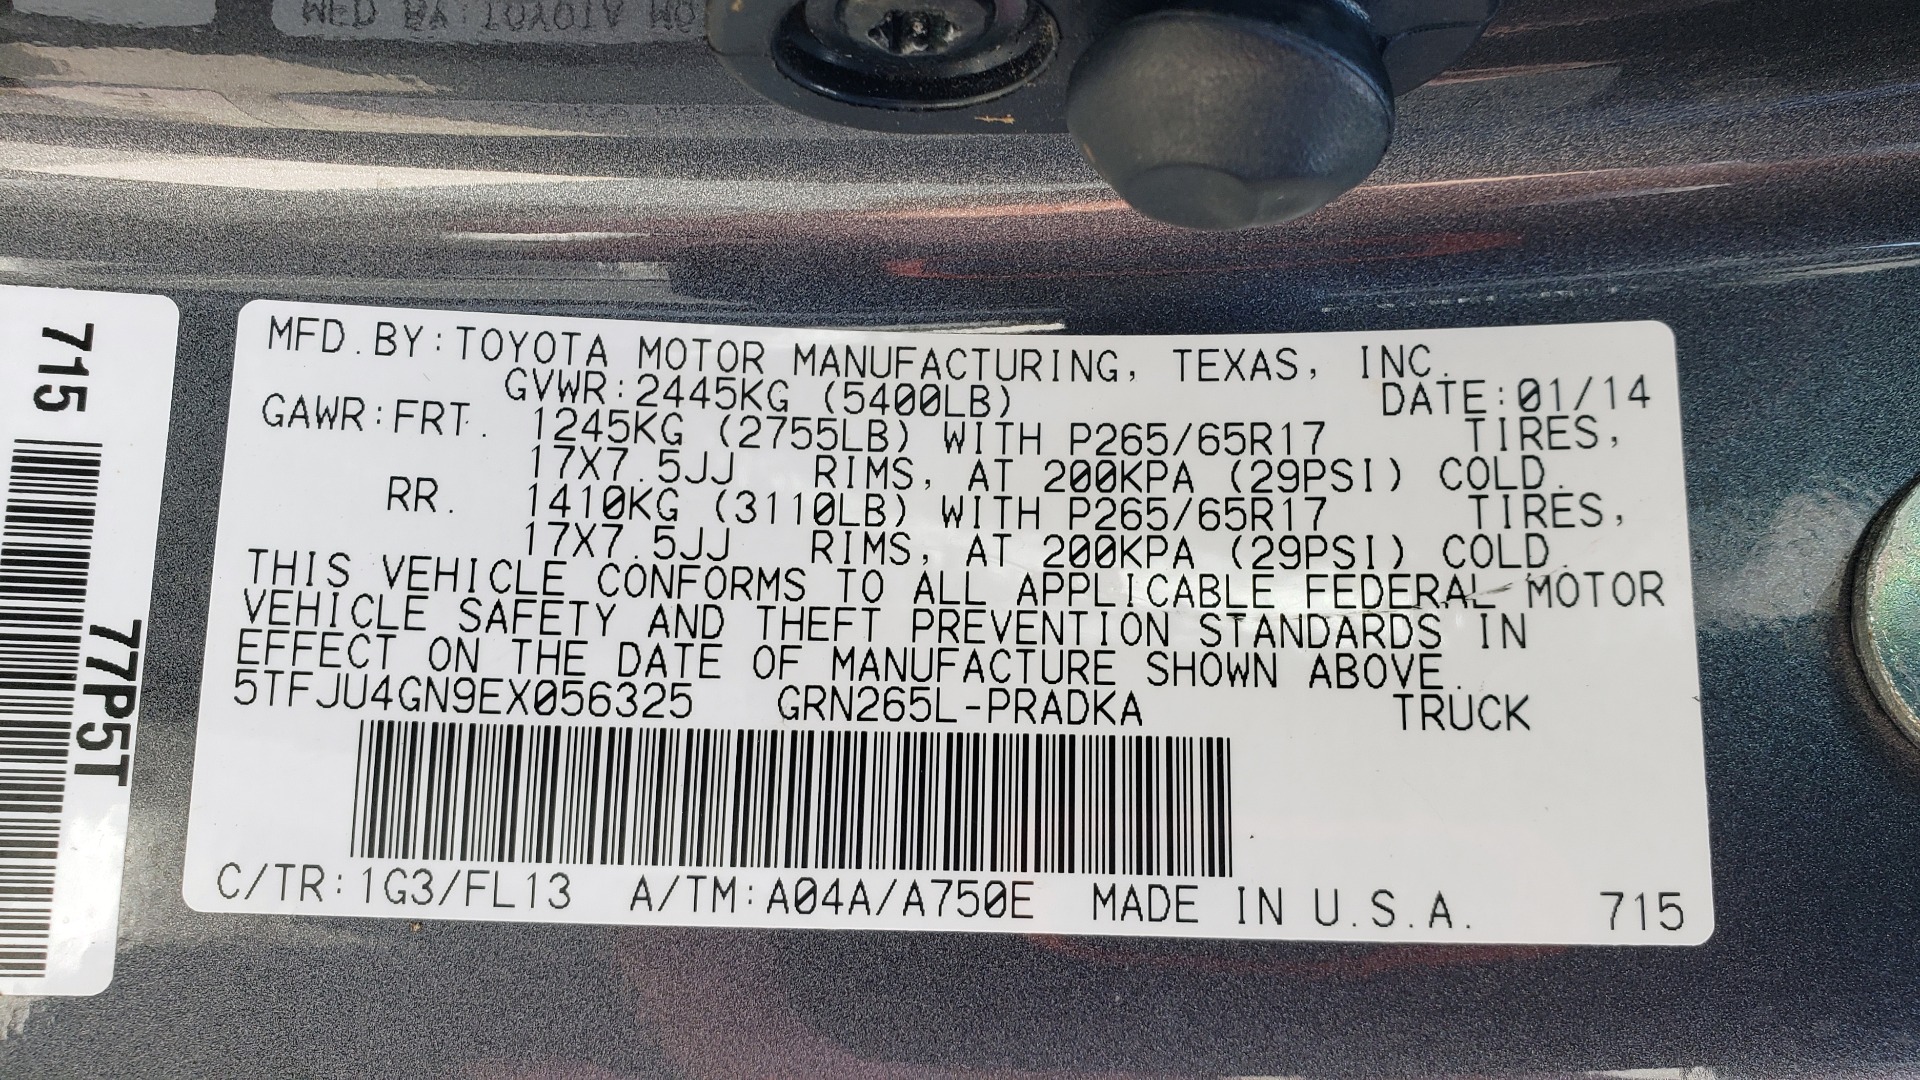 MFD.BY:TOYOTA MOTOR MANUFACTURING, TEXAS, INC.
GVWR:2445KG (5400LB) DATE:01/14
GAWR:FRT. 1245KG (2755LB) WITH P265/65R17 TIRES,
17X7.5JJ RIMS, AT 200KPA (29PSI) COLD.
RR. 1410KG (3110LB) WITH P265/65R17 TIRES,
17X7.5JJ RIMS, AT 200KPA (29PSI) COLD.
THIS VEHICLE CONFORMS TO ALL APPLICABLE FEDERAL MOTOR
VEHICLE SAFETY AND THEFT PREVENTION STANDARDS IN
EFFECT ON THE DATE OF MANUFACTURE SHOWN ABOVE.
5TFJU4GN9EX056325 GRN265L-PRADKA TRUCK
C/TR:1G3/FL13 A/TM:A04A/A750E MADE IN U.S.A. 715
715
77P5T